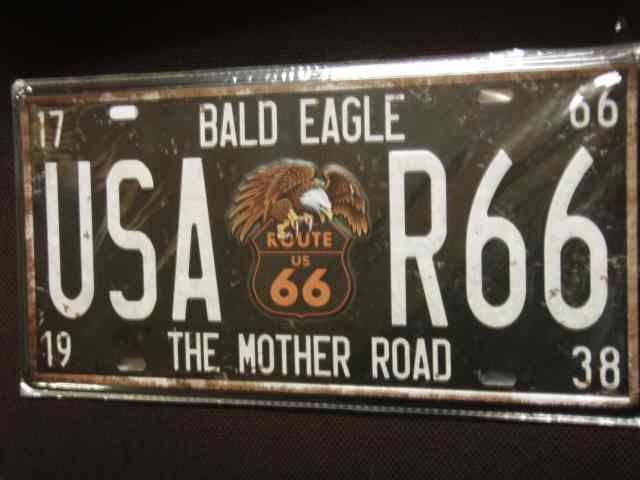 17 BALD EAGLE 66
USA R66
ROUTE
US
66
19 THE MOTHER ROAD 38